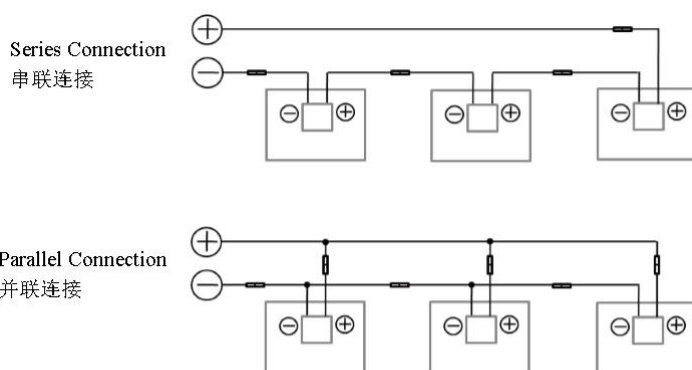 Series Connection
串联连接
Parallel Connection
并联连接